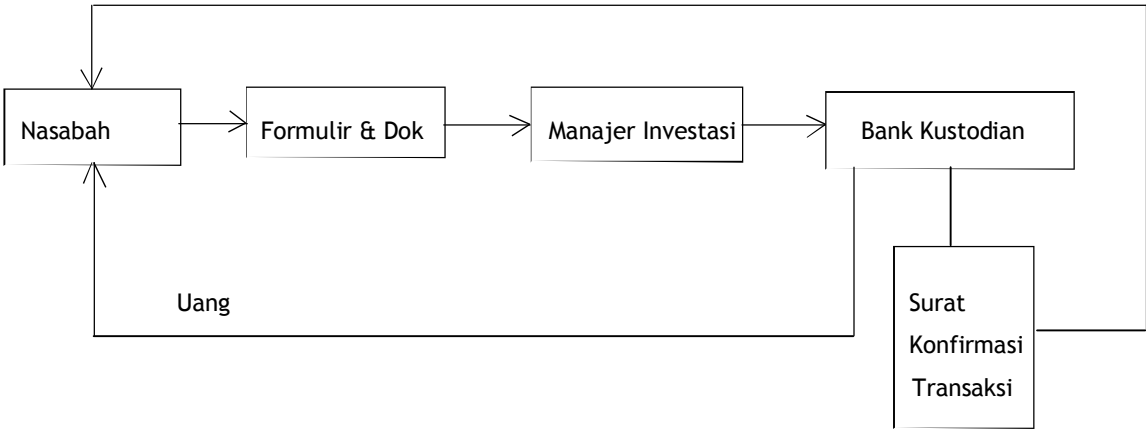 Nasabah
Formulir & Dok
Manajer Investasi
Bank Kustodian
Uang
Surat
Konfirmasi
Transaksi